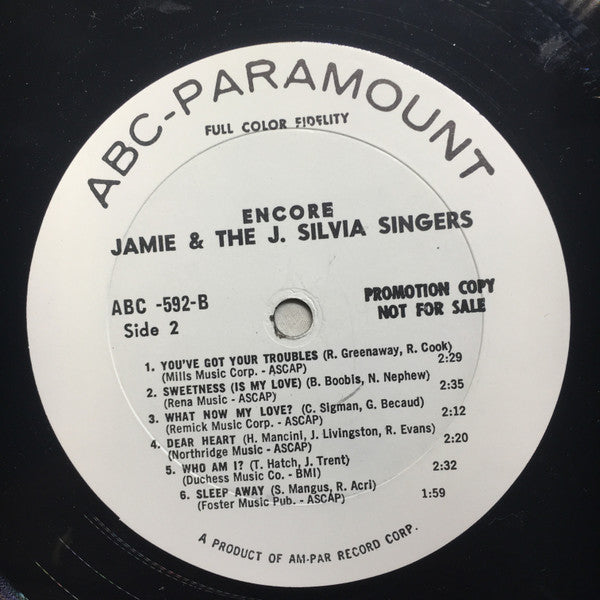 ABC-PARAMOUNT
FULL COLOR FIDELITY
ENCORE
JAMIE & THE J. SILVIA SINGERS
ABC -592-B
Side 2
PROMOTION COPY
NOT FOR SALE
1. YOU'VE GOT YOUR TROUBLES (R. Greenaway, R. Cook)
(Mills Music Corp. - ASCAP) 2:29
2. SWEETNESS (IS MY LOVE) (B. Boobis, N. Nephew)
(Rena Music - ASCAP) 2:35
3. WHAT NOW MY LOVE? (C. Sigman, G. Becaud)
(Remick Music Corp. - ASCAP) 2:12
4. DEAR HEART (H. Mancini, J. Livingston, R. Evans)
(Northridge Music - ASCAP) 2:20
5. WHO AM I? (T. Hatch, J. Trent)
(Duchess Music Co. - BMI) 2:32
6. SLEEP AWAY (S. Mangus, R. Acri)
(Foster Music Pub. - ASCAP) 1:59
A PRODUCT OF AM-PAR RECORD CORP.